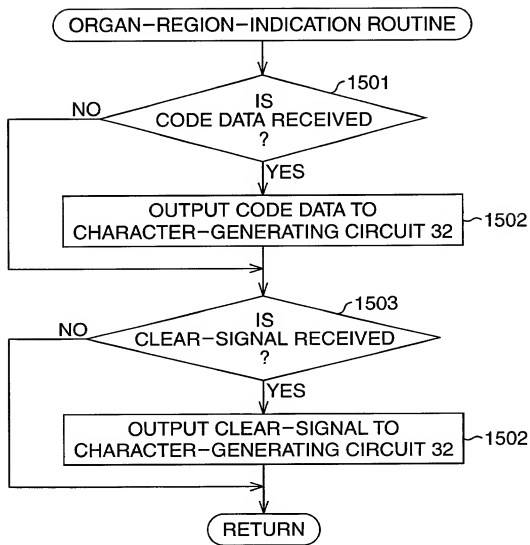 ORGAN-REGION-INDICATION ROUTINE
1501
IS
CODE DATA RECEIVED
?
NO
YES
OUTPUT CODE DATA TO
CHARACTER-GENERATING CIRCUIT 32
1502
1503
IS
CLEAR-SIGNAL RECEIVED
?
NO
YES
OUTPUT CLEAR-SIGNAL TO
CHARACTER-GENERATING CIRCUIT 32
1502
RETURN